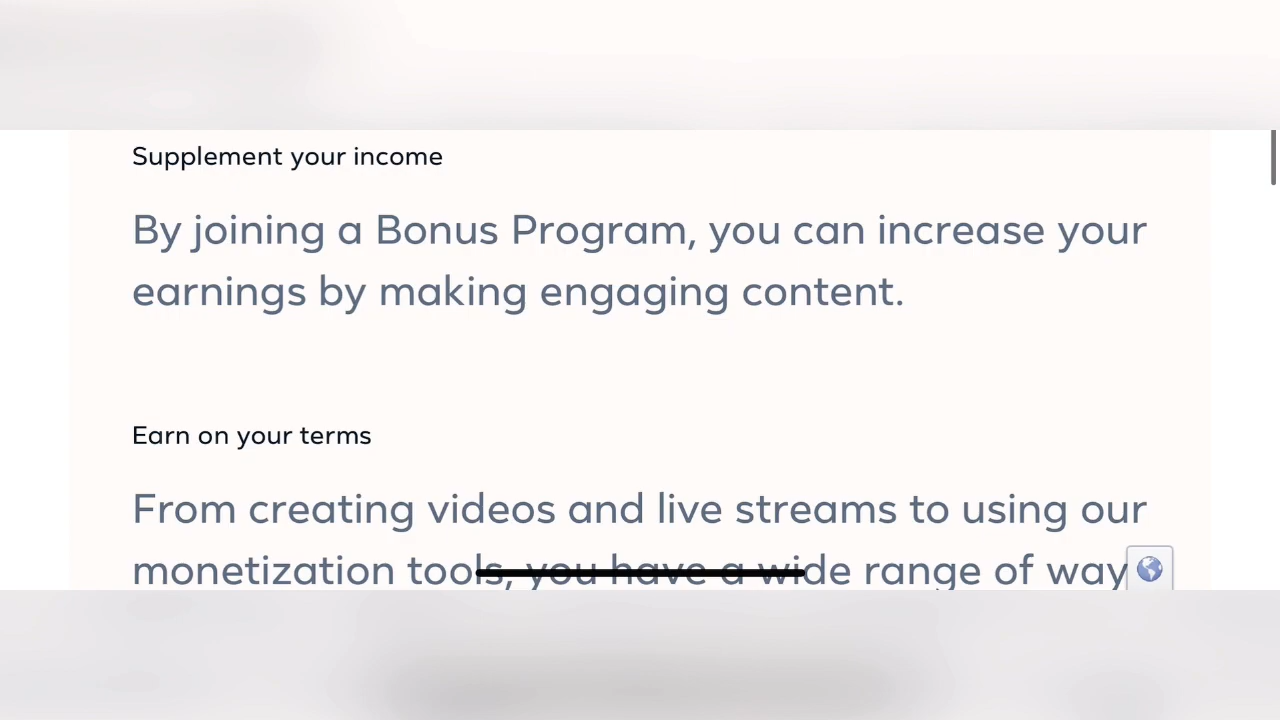 Supplement your income
By joining a Bonus Program, you can increase your
earnings by making engaging content.
Earn on your terms
From creating videos and live streams to using our
monetization tools, you have a wide range of way